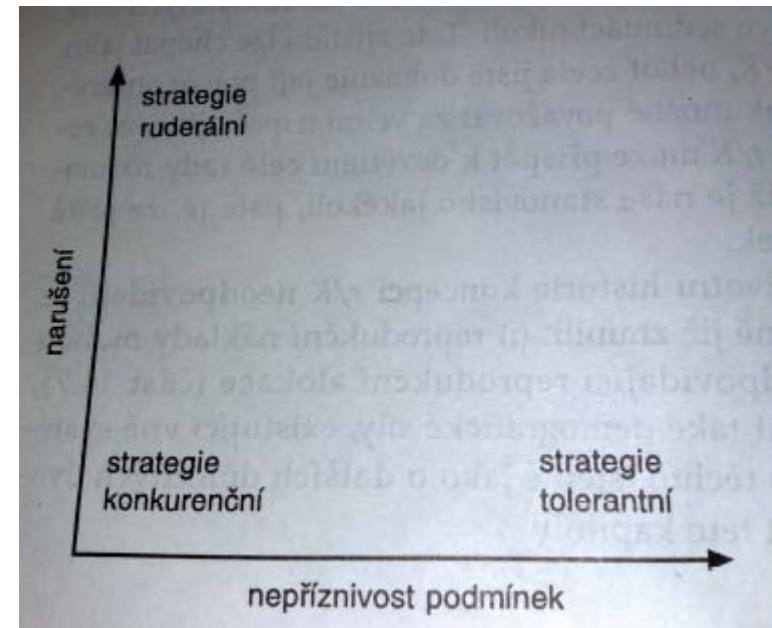 strategie
ruderální
narušení
strategie
konkurenční
strategie
tolerantní
nepříznivost podmínek